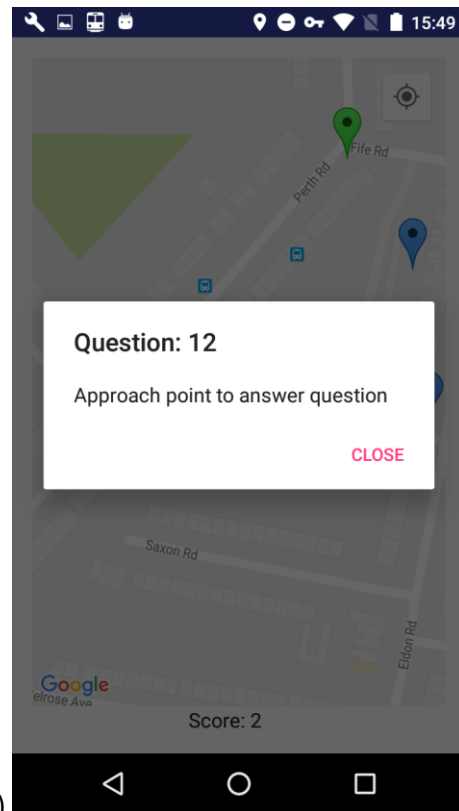 15:49
Fife Rd
Perth Rd
Question: 12
Approach point to answer question
CLOSE
Saxon Rd
Eldon Rd
Google
elrose Ave
Score: 2
)